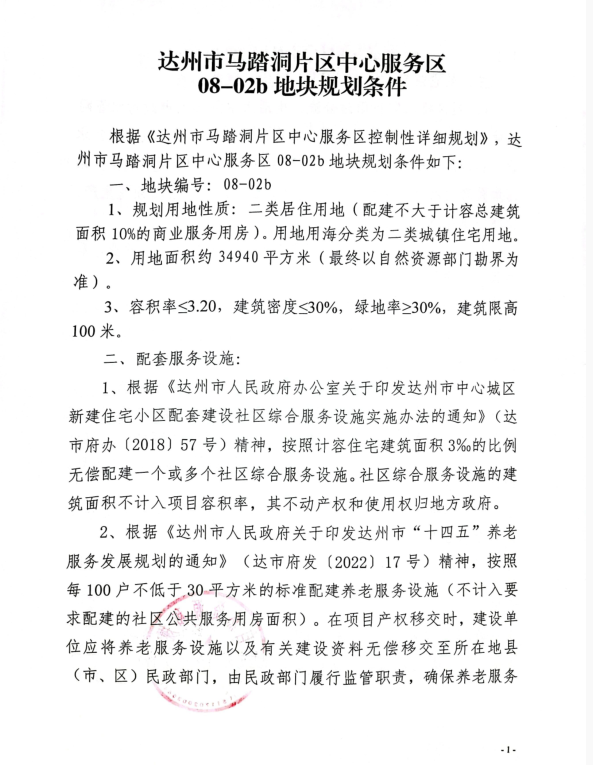 达州市马踏洞片区中心服务区
08-02b 地块规划条件
根据《达州市马踏洞片区中心服务区控制性详细规划》，达
州市马踏洞片区中心服务区 08-02b 地块规划条件如下：
一、地块编号：08-02b
1、规划用地性质：二类居住用地（配建不大于计容总建筑
面积 10%的商业服务用房）。用地用海分类为二类城镇住宅用地。
2、用地面积约 34940 平方米（最终以自然资源部门勘界为
准）。
3、容积率≤3.20，建筑密度≤30%，绿地率≥30%，建筑限高
100 米。
二、配套服务设施：
1、根据《达州市人民政府办公室关于印发达州市中心城区
新建住宅小区配套建设社区综合服务设施实施办法的通知》（达
市府办〔2018〕57 号）精神，按照计容住宅建筑面积 3‰的比例
无偿配建一个或多个社区综合服务设施。社区综合服务设施的建
筑面积不计入项目容积率，其不动产权和使用权归地方政府。
2、根据《达州市人民政府关于印发达州市“十四五”养老
服务发展规划的通知》（达市府发〔2022〕17 号）精神，按照
每 100 户不低于 30 平方米的标准配建养老服务设施（不计入要
求配建的社区公共服务用房面积）。在项目产权移交时，建设单
位应将养老服务设施以及有关建设资料无偿移交至所在地县
（市、区）民政部门，由民政部门履行监管职责，确保养老服务
-1-